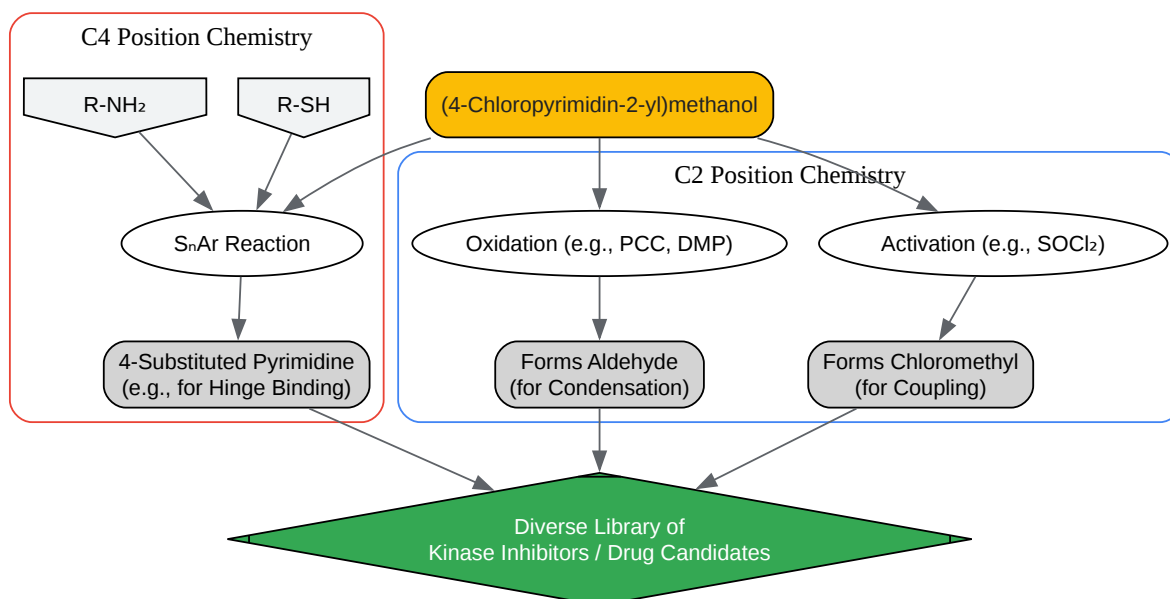 C4 Position Chemistry
R-NH₂
R-SH
(4-Chloropyrimidin-2-yl)methanol
C2 Position Chemistry
SₙAr Reaction
Oxidation (e.g., PCC, DMP)
Activation (e.g., SOCl₂)
4-Substituted Pyrimidine
(e.g., for Hinge Binding)
Forms Aldehyde
(for Condensation)
Forms Chloromethyl
(for Coupling)
Diverse Library of
Kinase Inhibitors / Drug Candidates